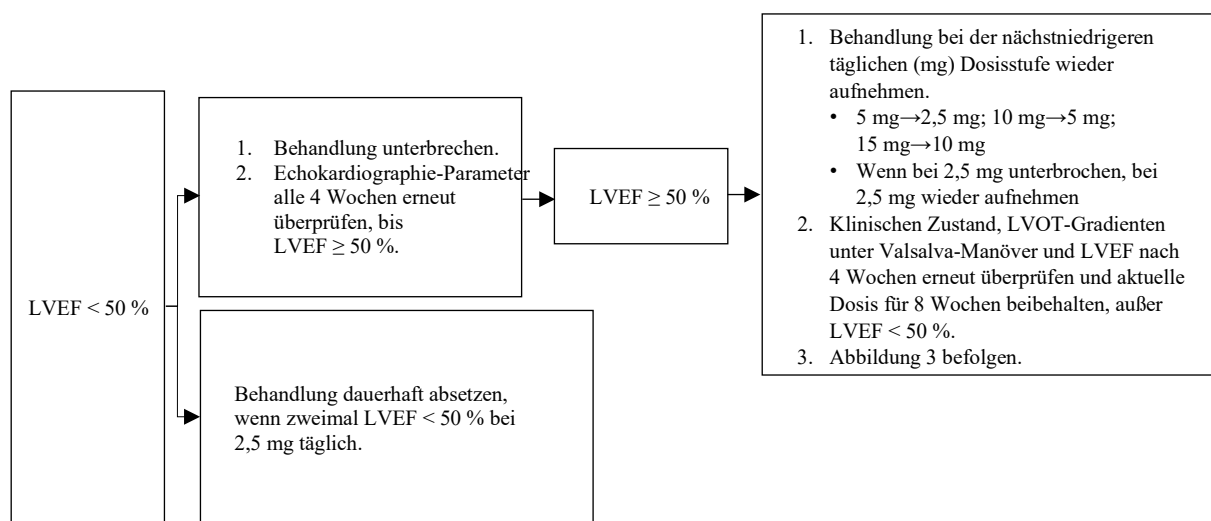 LVEF < 50 %
1. Behandlung unterbrechen.
2. Echokardiographie-Parameter
alle 4 Wochen erneut
überprüfen, bis
LVEF ≥ 50 %.
Behandlung dauerhaft absetzen,
wenn zweimal LVEF < 50 % bei
2,5 mg täglich.
LVEF ≥ 50 %
1. Behandlung bei der nächstniedrigeren
täglichen (mg) Dosisstufe wieder
aufnehmen.
• 5 mg→2,5 mg; 10 mg→5 mg;
15 mg→10 mg
• Wenn bei 2,5 mg unterbrochen, bei
2,5 mg wieder aufnehmen
2. Klinischen Zustand, LVOT-Gradienten
unter Valsalva-Manöver und LVEF nach
4 Wochen erneut überprüfen und aktuelle
Dosis für 8 Wochen beibehalten, außer
LVEF < 50 %.
3. Abbildung 3 befolgen.